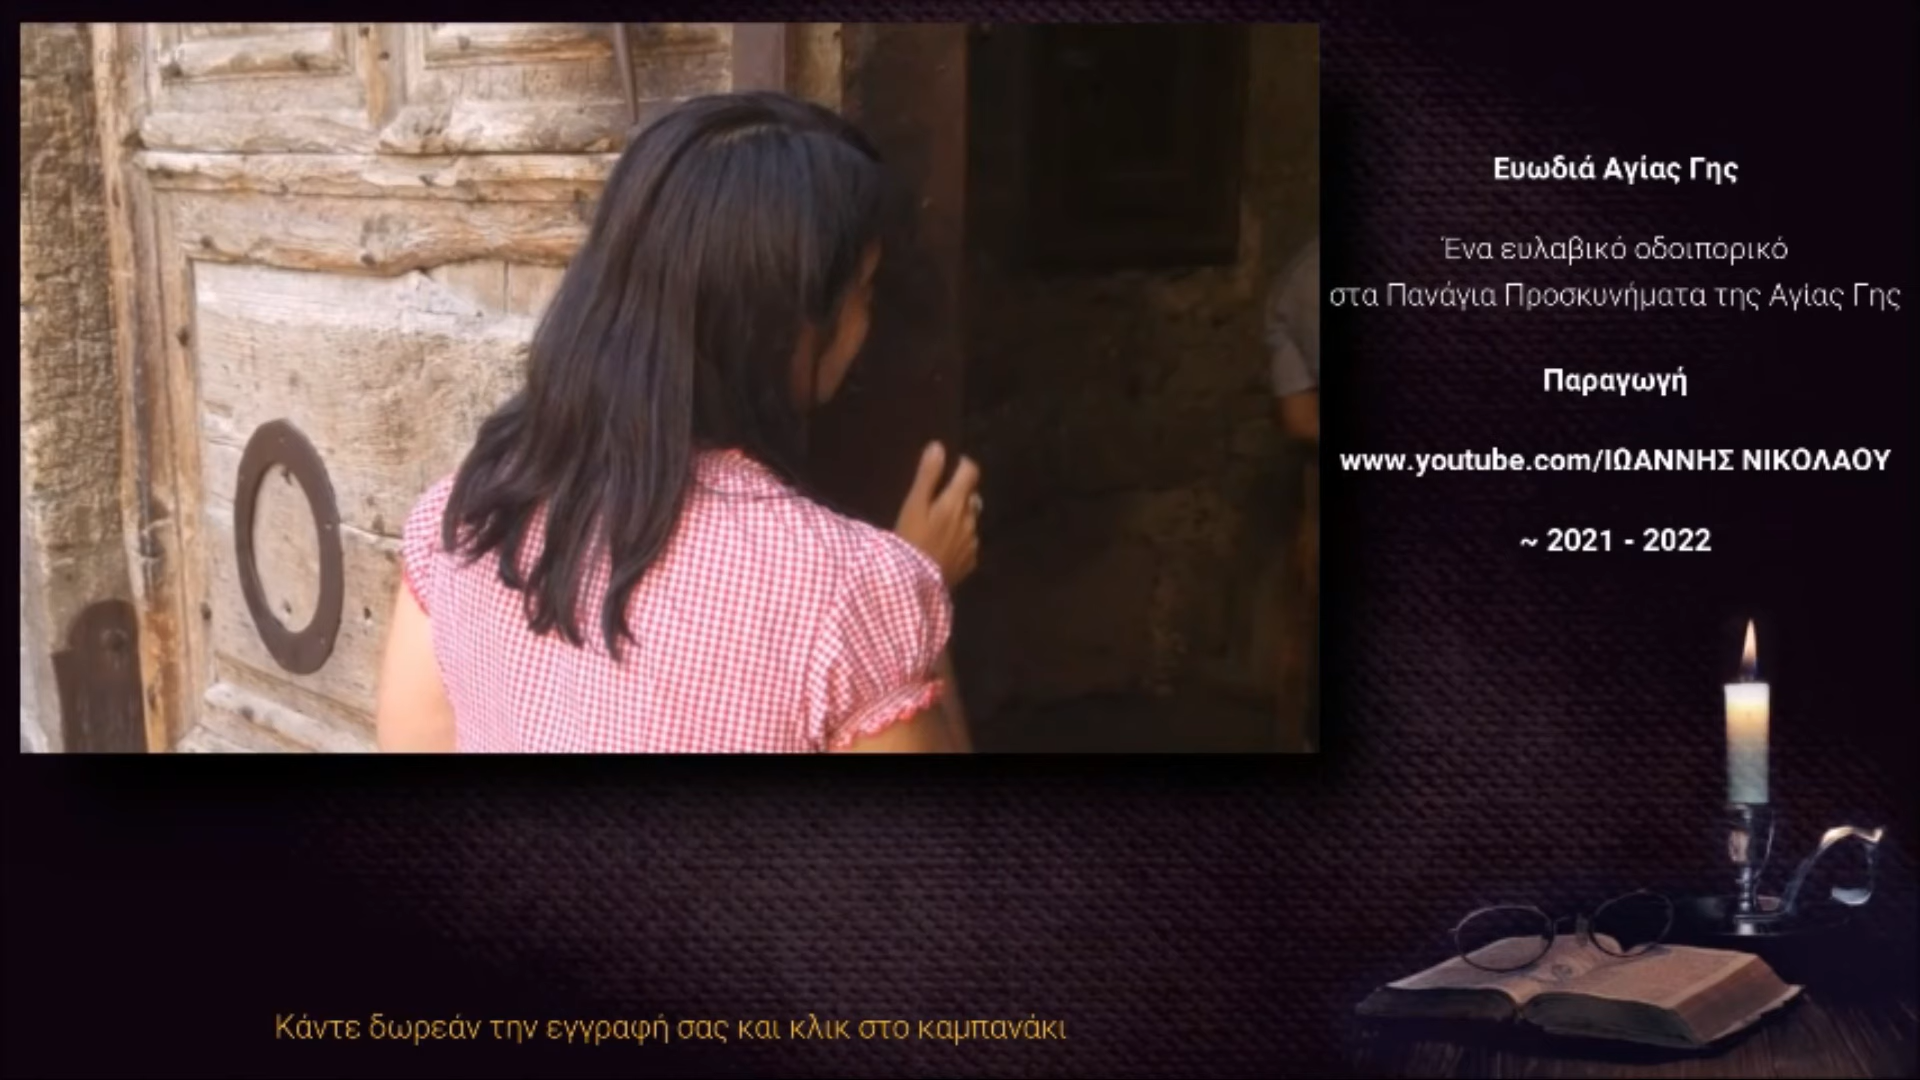 Ευωδιά Αγίας Γης
Ένα ευλαβικό οδοιπορικό
στα Πανάγια Προσκυνήματα της Αγίας Γης
Παραγωγή
www.youtube.com/ΙΩΑΝΝΗΣ ΝΙΚΟΛΑΟΥ
~ 2021 - 2022
Κάντε δωρεάν την εγγραφή σας και κλικ στο καμπανάκι